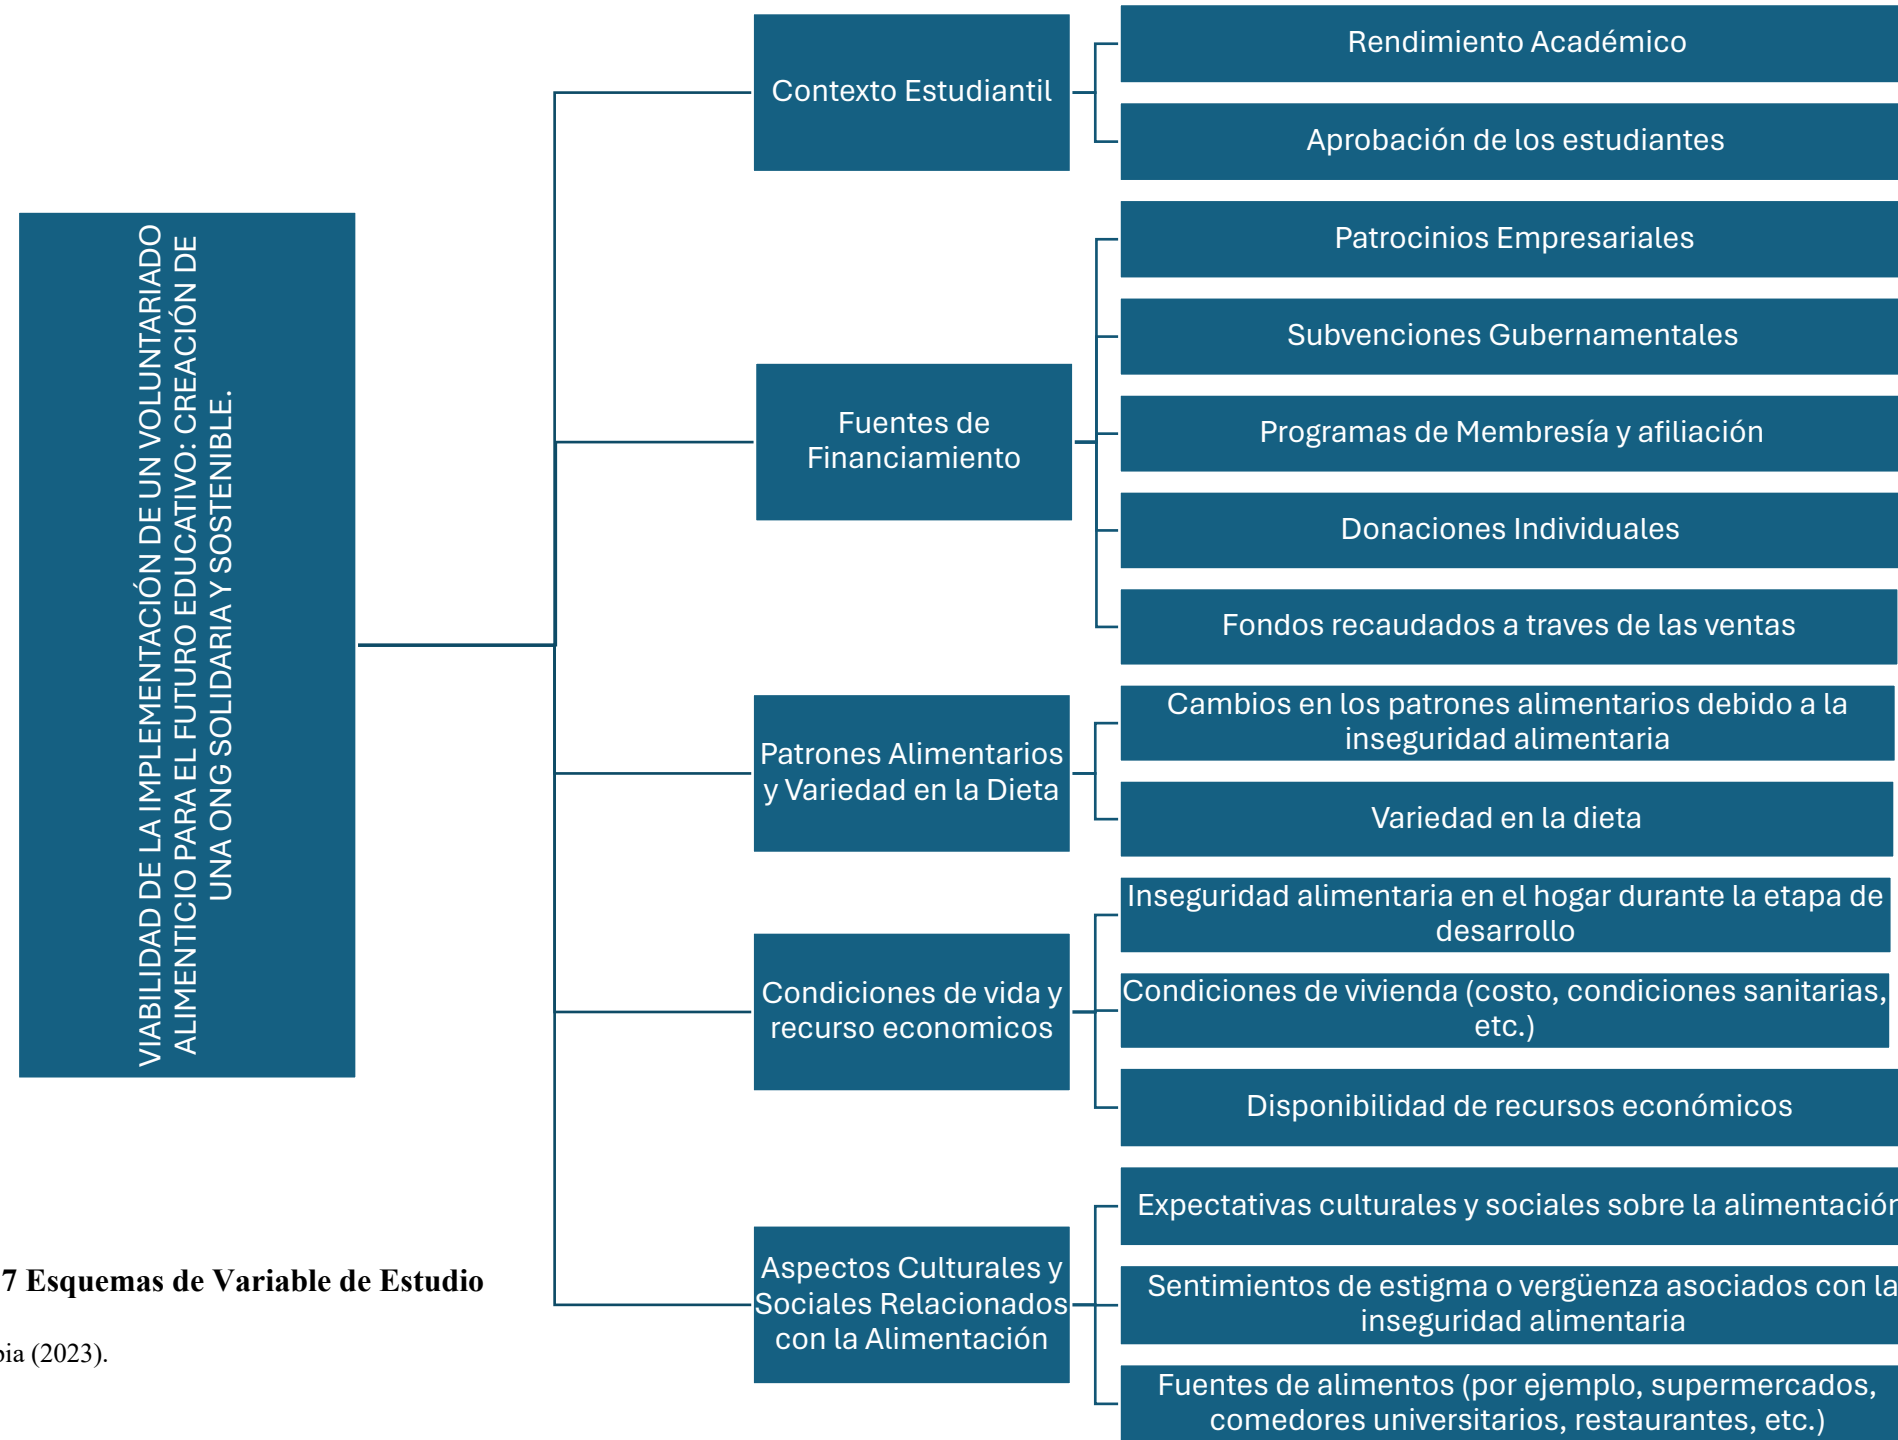 VIABILIDAD DE LA IMPLEMENTACIÓN DE UN VOLUNTARIADO
ALIMENTICIO PARA EL FUTURO EDUCATIVO: CREACIÓN DE
UNA ONG SOLIDARIA Y SOSTENIBLE.
Contexto Estudiantil
Rendimiento Académico
Aprobación de los estudiantes
Fuentes de
Financiamiento
Patrocinios Empresariales
Subvenciones Gubernamentales
Programas de Membresía y afiliación
Donaciones Individuales
Fondos recaudados a traves de las ventas
Patrones Alimentarios
y Variedad en la Dieta
Cambios en los patrones alimentarios debido a la
inseguridad alimentaria
Variedad en la dieta
Condiciones de vida y
recurso economicos
Inseguridad alimentaria en el hogar durante la etapa de
desarrollo
Condiciones de vivienda (costo, condiciones sanitarias,
etc.)
Disponibilidad de recursos económicos
Aspectos Culturales y
Sociales Relacionados
con la Alimentación
Expectativas culturales y sociales sobre la alimentación
Sentimientos de estigma o vergüenza asociados con la
inseguridad alimentaria
Fuentes de alimentos (por ejemplo, supermercados,
comedores universitarios, restaurantes, etc.)
7 Esquemas de Variable de Estudio
(2023).